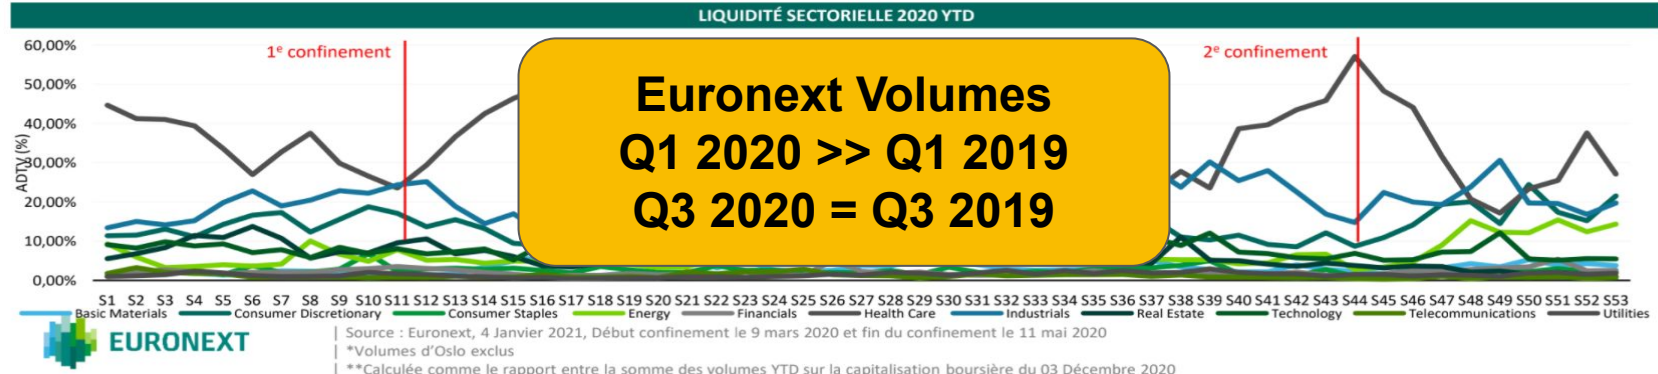 LIQUIDITÉ SECTORIELLE 2020 YTD
60,00%
50,00%
40,00%
30,00%
20,00%
10,00%
0,00%
ADTV (%)
1e confinement
2e confinement
Euronext Volumes
Q1 2020 >> Q1 2019
Q3 2020 = Q3 2019
S1 S2 S3 S4 S5 S6 S7 S8 S9 S10 S11 S12 S13 S14 S15 S16 S17 S18 S19 S20 S21 S22 S23 S24 S25 S26 S27 S28 S29 S30 S31 S32 S33 S34 S35 S36 S37 S38 S39 S40 S41 S42 S43 S44 S45 S46 S47 S48 S49 S50 S51 S52 S53
Basic Materials Consumer Discretionary Consumer Staples Energy Financials Health Care Industrials Real Estate Technology Telecommunications Utilities
EURONEXT
| Source : Euronext, 4 Janvier 2021, Début confinement le 9 mars 2020 et fin du confinement le 11 mai 2020
| *Volumes d'Oslo exclus
| **Calculée comme le rapport entre la somme des volumes YTD sur la capitalisation boursière du 03 Décembre 2020